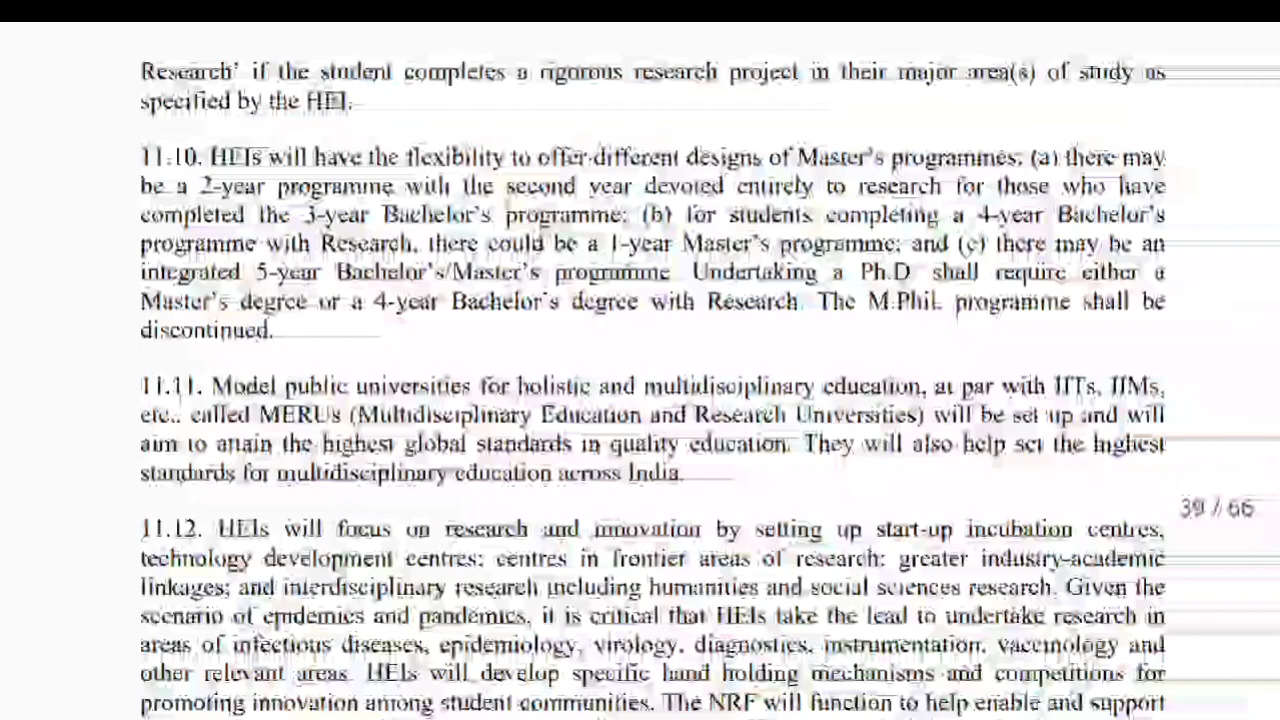 Research’ if the student completes a rigorous research project in their major area(s) of study as
specified by the HEI.
11.10. HEIs will have the flexibility to offer different designs of Master’s programmes: (a) there may
be a 2-year programme with the second year devoted entirely to research for those who have
completed the 3-year Bachelor’s programme; (b) for students completing a 4-year Bachelor’s
programme with Research, there could be a 1-year Master’s programme; and (c) there may be an
integrated 5-year Bachelor’s/Master’s programme. Undertaking a Ph.D. shall require either a
Master’s degree or a 4-year Bachelor’s degree with Research. The M.Phil. programme shall be
discontinued.
11.11. Model public universities for holistic and multidisciplinary education, at par with IITs, IIMs,
etc., called MERUs (Multidisciplinary Education and Research Universities) will be set up and will
aim to attain the highest global standards in quality education. They will also help set the highest
standards for multidisciplinary education across India.
39 / 66
11.12. HEIs will focus on research and innovation by setting up start-up incubation centres;
technology development centres; centres in frontier areas of research; greater industry-academic
linkages; and interdisciplinary research including humanities and social sciences research. Given the
scenario of epidemics and pandemics, it is critical that HEIs take the lead to undertake research in
areas of infectious diseases, epidemiology, virology, diagnostics, instrumentation, vaccinology and
other relevant areas. HEIs will develop specific hand holding mechanisms and competitions for
promoting innovation among student communities. The NRF will function to help enable and support